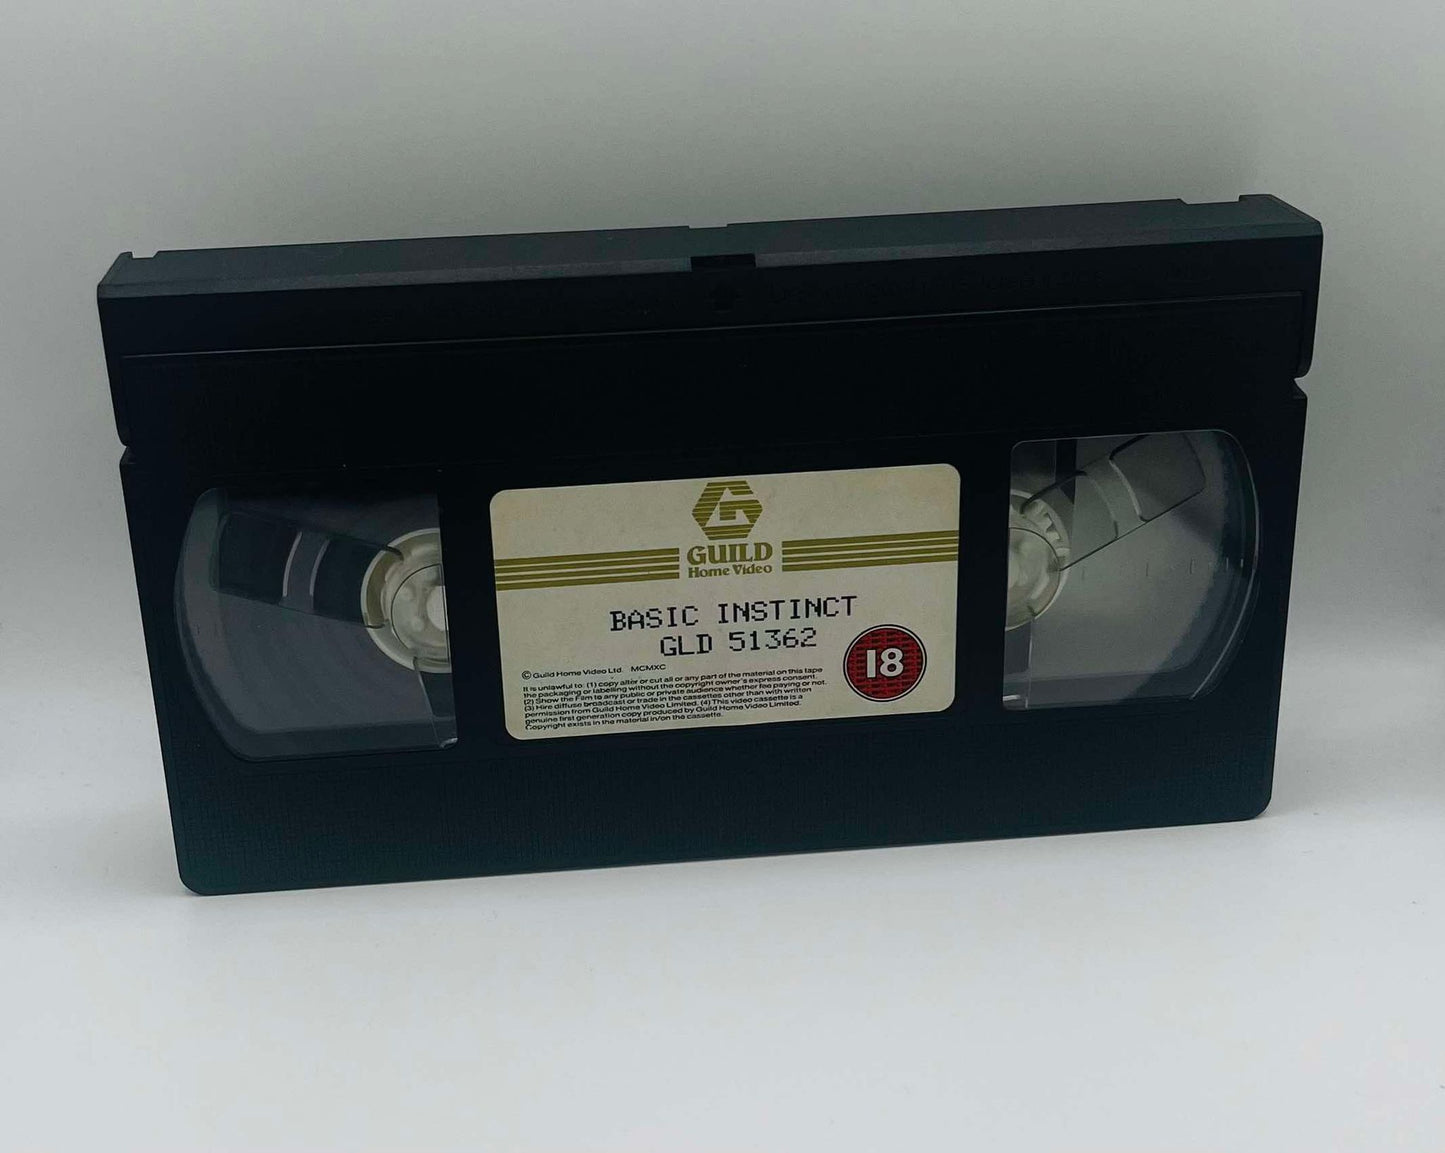 GUILD
Home Video
BASIC INSTINCT
GLD 51362
18
© Guild Home Video Ltd. MCMXC
It is unlawful to: (1) copy alter or cut all or any part of the material on this tape
the packaging or labelling without the copyright owner's express consent.
(2) Show the Film to any public or private audience whether fee paying or not.
(3) Hire diffuse broadcast or trade in the cassettes other than with written
permission from Guild Home Video Limited. (4) This video cassette is a
genuine first generation copy produced by Guild Home Video Limited.
Copyright exists in the material in/on the cassette.